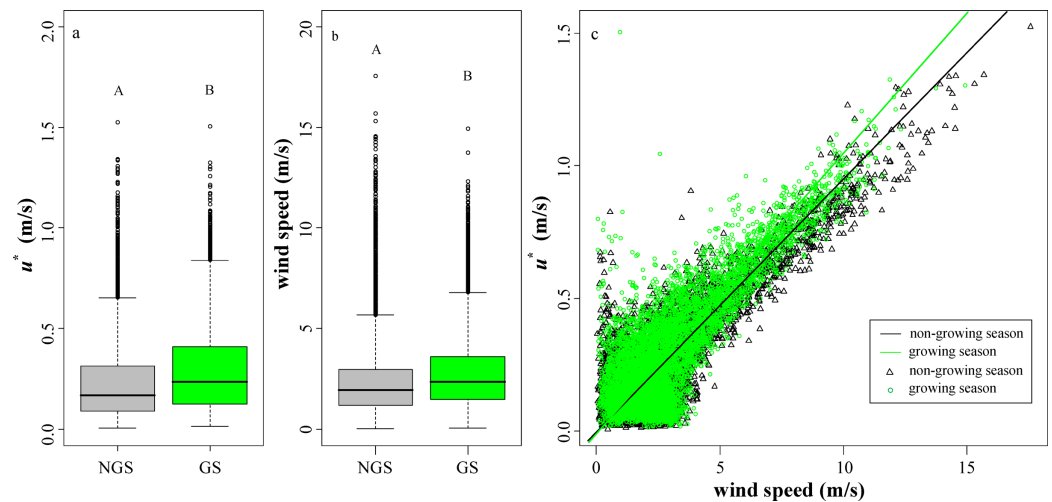 a
A
B
u* (m/s)
0.0
0.5
1.0
1.5
2.0
NGS
GS
b
A
B
wind speed (m/s)
0
5
10
15
20
NGS
GS
c
u* (m/s)
0.0
0.5
1.0
1.5
0
5
10
15
wind speed (m/s)
non-growing season
growing season
non-growing season
growing season